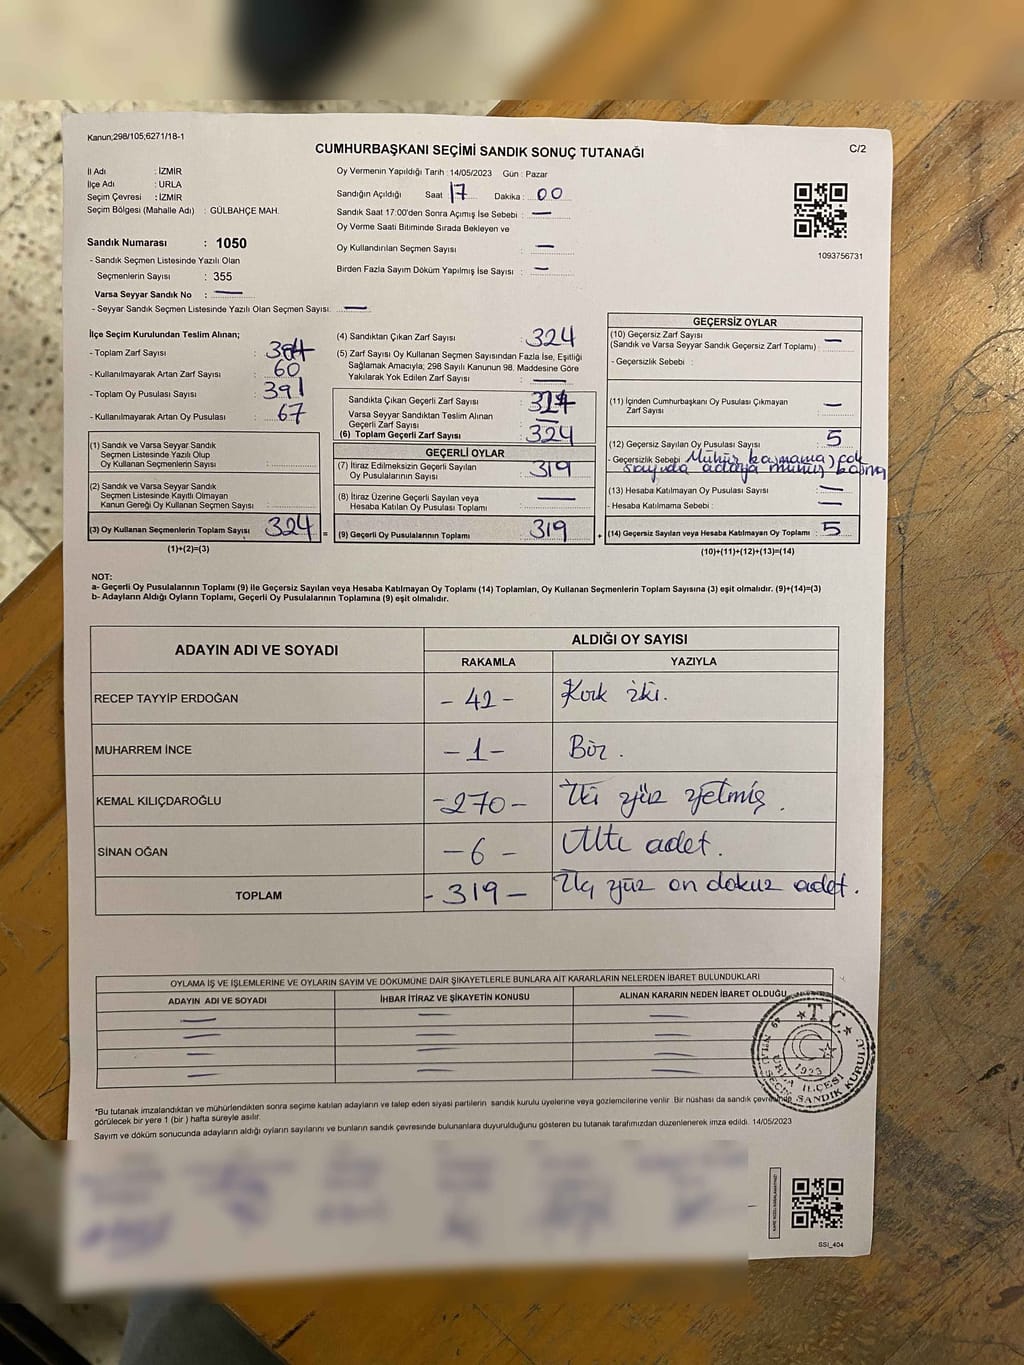 Kanun;298/105;6271/18-1
C/2
CUMHURBAŞKANI SEÇİMİ SANDIK SONUÇ TUTANAĞI
İl Adı : İZMİR
İlçe Adı : URLA
Seçim Çevresi : İZMİR
Seçim Bölgesi (Mahalle Adı) : GÜLBAHÇE MAH.
Sandık Numarası : 1050
- Sandık Seçmen Listesinde Yazılı Olan
Seçmenlerin Sayısı : 355
Varsa Seyyar Sandık No : —
- Seyyar Sandık Seçmen Listesinde Yazılı Olan Seçmen Sayısı: —
Oy Vermenin Yapıldığı Tarih : 14/05/2023 Gün : Pazar
Sandığın Açıldığı Saat 17 Dakika : 00
Sandık Saat 17:00'den Sonra Açımış İse Sebebi : —
Oy Verme Saati Bitiminde Sırada Bekleyen ve
Oy Kullandırılan Seçmen Sayısı : —
Birden Fazla Sayım Döküm Yapılmış İse Sayısı : —
1093756731
İlçe Seçim Kurulundan Teslim Alınan;
- Toplam Zarf Sayısı : 384
- Kullanılmayarak Artan Zarf Sayısı : 60
- Toplam Oy Pusulası Sayısı : 391
- Kullanılmayarak Artan Oy Pusulası : 67
(1) Sandık ve Varsa Seyyar Sandık
Seçmen Listesinde Yazılı Olup
Oy Kullanan Seçmenlerin Sayısı :
(2) Sandık ve Varsa Seyyar Sandık
Seçmen Listesinde Kayıtlı Olmayan
Kanun Gereği Oy Kullanan Seçmen Sayısı :
(3) Oy Kullanan Seçmenlerin Toplam Sayısı : 324 =
(1)+(2)=(3)
(4) Sandıktan Çıkan Zarf Sayısı : 324
(5) Zarf Sayısı Oy Kullanan Seçmen Sayısından Fazla İse, Eşitliği
Sağlamak Amacıyla; 298 Sayılı Kanunun 98. Maddesine Göre
Yakılarak Yok Edilen Zarf Sayısı : —
Sandıkta Çıkan Geçerli Zarf Sayısı : 324
Varsa Seyyar Sandıktan Teslim Alınan
Geçerli Zarf Sayısı : —
(6) Toplam Geçerli Zarf Sayısı : 324
GEÇERLİ OYLAR
(7) İtiraz Edilmeksizin Geçerli Sayılan
Oy Pusulalarının Sayısı : 319
(8) İtiraz Üzerine Geçerli Sayılan veya
Hesaba Katılan Oy Pusulası Toplamı : —
(9) Geçerli Oy Pusulalarının Toplamı : 319 +
GEÇERSİZ OYLAR
(10) Geçersiz Zarf Sayısı
(Sandık ve Varsa Seyyar Sandık Geçersiz Zarf Toplamı) : —
- Geçersizlik Sebebi :
(11) İçinden Cumhurbaşkanı Oy Pusulası Çıkmayan
Zarf Sayısı : —
(12) Geçersiz Sayılan Oy Pusulası Sayısı : 5
- Geçersizlik Sebebi : Mühür basmama, çok
sayıda adaya mühür basma
(13) Hesaba Katılmayan Oy Pusulası Sayısı : —
- Hesaba Katılmama Sebebi : —
(14) Geçersiz Sayılan veya Hesaba Katılmayan Oy Toplamı : 5
(10)+(11)+(12)+(13)=(14)
NOT:
a- Geçerli Oy Pusulalarının Toplamı (9) ile Geçersiz Sayılan veya Hesaba Katılmayan Oy Toplamı (14) Toplamları, Oy Kullanan Seçmenlerin Toplam Sayısına (3) eşit olmalıdır. (9)+(14)=(3)
b- Adayların Aldığı Oyların Toplamı, Geçerli Oy Pusulalarının Toplamına (9) eşit olmalıdır.
ADAYIN ADI VE SOYADI
ALDIĞI OY SAYISI
RAKAMLA YAZIYLA
RECEP TAYYİP ERDOĞAN - 42 - Kırk iki.
MUHARREM İNCE - 1 - Bir.
KEMAL KILIÇDAROĞLU - 270 - İki yüz yetmiş.
SİNAN OĞAN - 6 - Altı adet.
TOPLAM - 319 - Üç yüz on dokuz adet.
OYLAMA İŞ VE İŞLEMLERİNE VE OYLARIN SAYIM VE DÖKÜMÜNE DAİR ŞİKAYETLERLE BUNLARA AİT KARARLARIN NELERDEN İBARET BULUNDUKLARI
ADAYIN ADI VE SOYADI İHBAR İTİRAZ VE ŞİKAYETİN KONUSU ALINAN KARARIN NEDEN İBARET OLDUĞU
— — —
— — —
— — —
— — —
T.C.
1923
URLA İLÇESİ
SANDIK KURULU
*Bu tutanak imzalandıktan ve mühürlendikten sonra seçime katılan adayların ve talep eden siyasi partilerin sandık kurulu üyelerine veya gözlemcilerine verilir. Bir nüshası da sandık çevresinde
görülecek bir yere 1 (bir) hafta süreyle asılır.
Sayım ve döküm sonucunda adayların aldığı oyların sayılarını ve bunların sandık çevresinde bulunanlara duyurulduğunu gösteren bu tutanak tarafımızdan düzenlenerek imza edildi. 14/05/2023
SSI_404